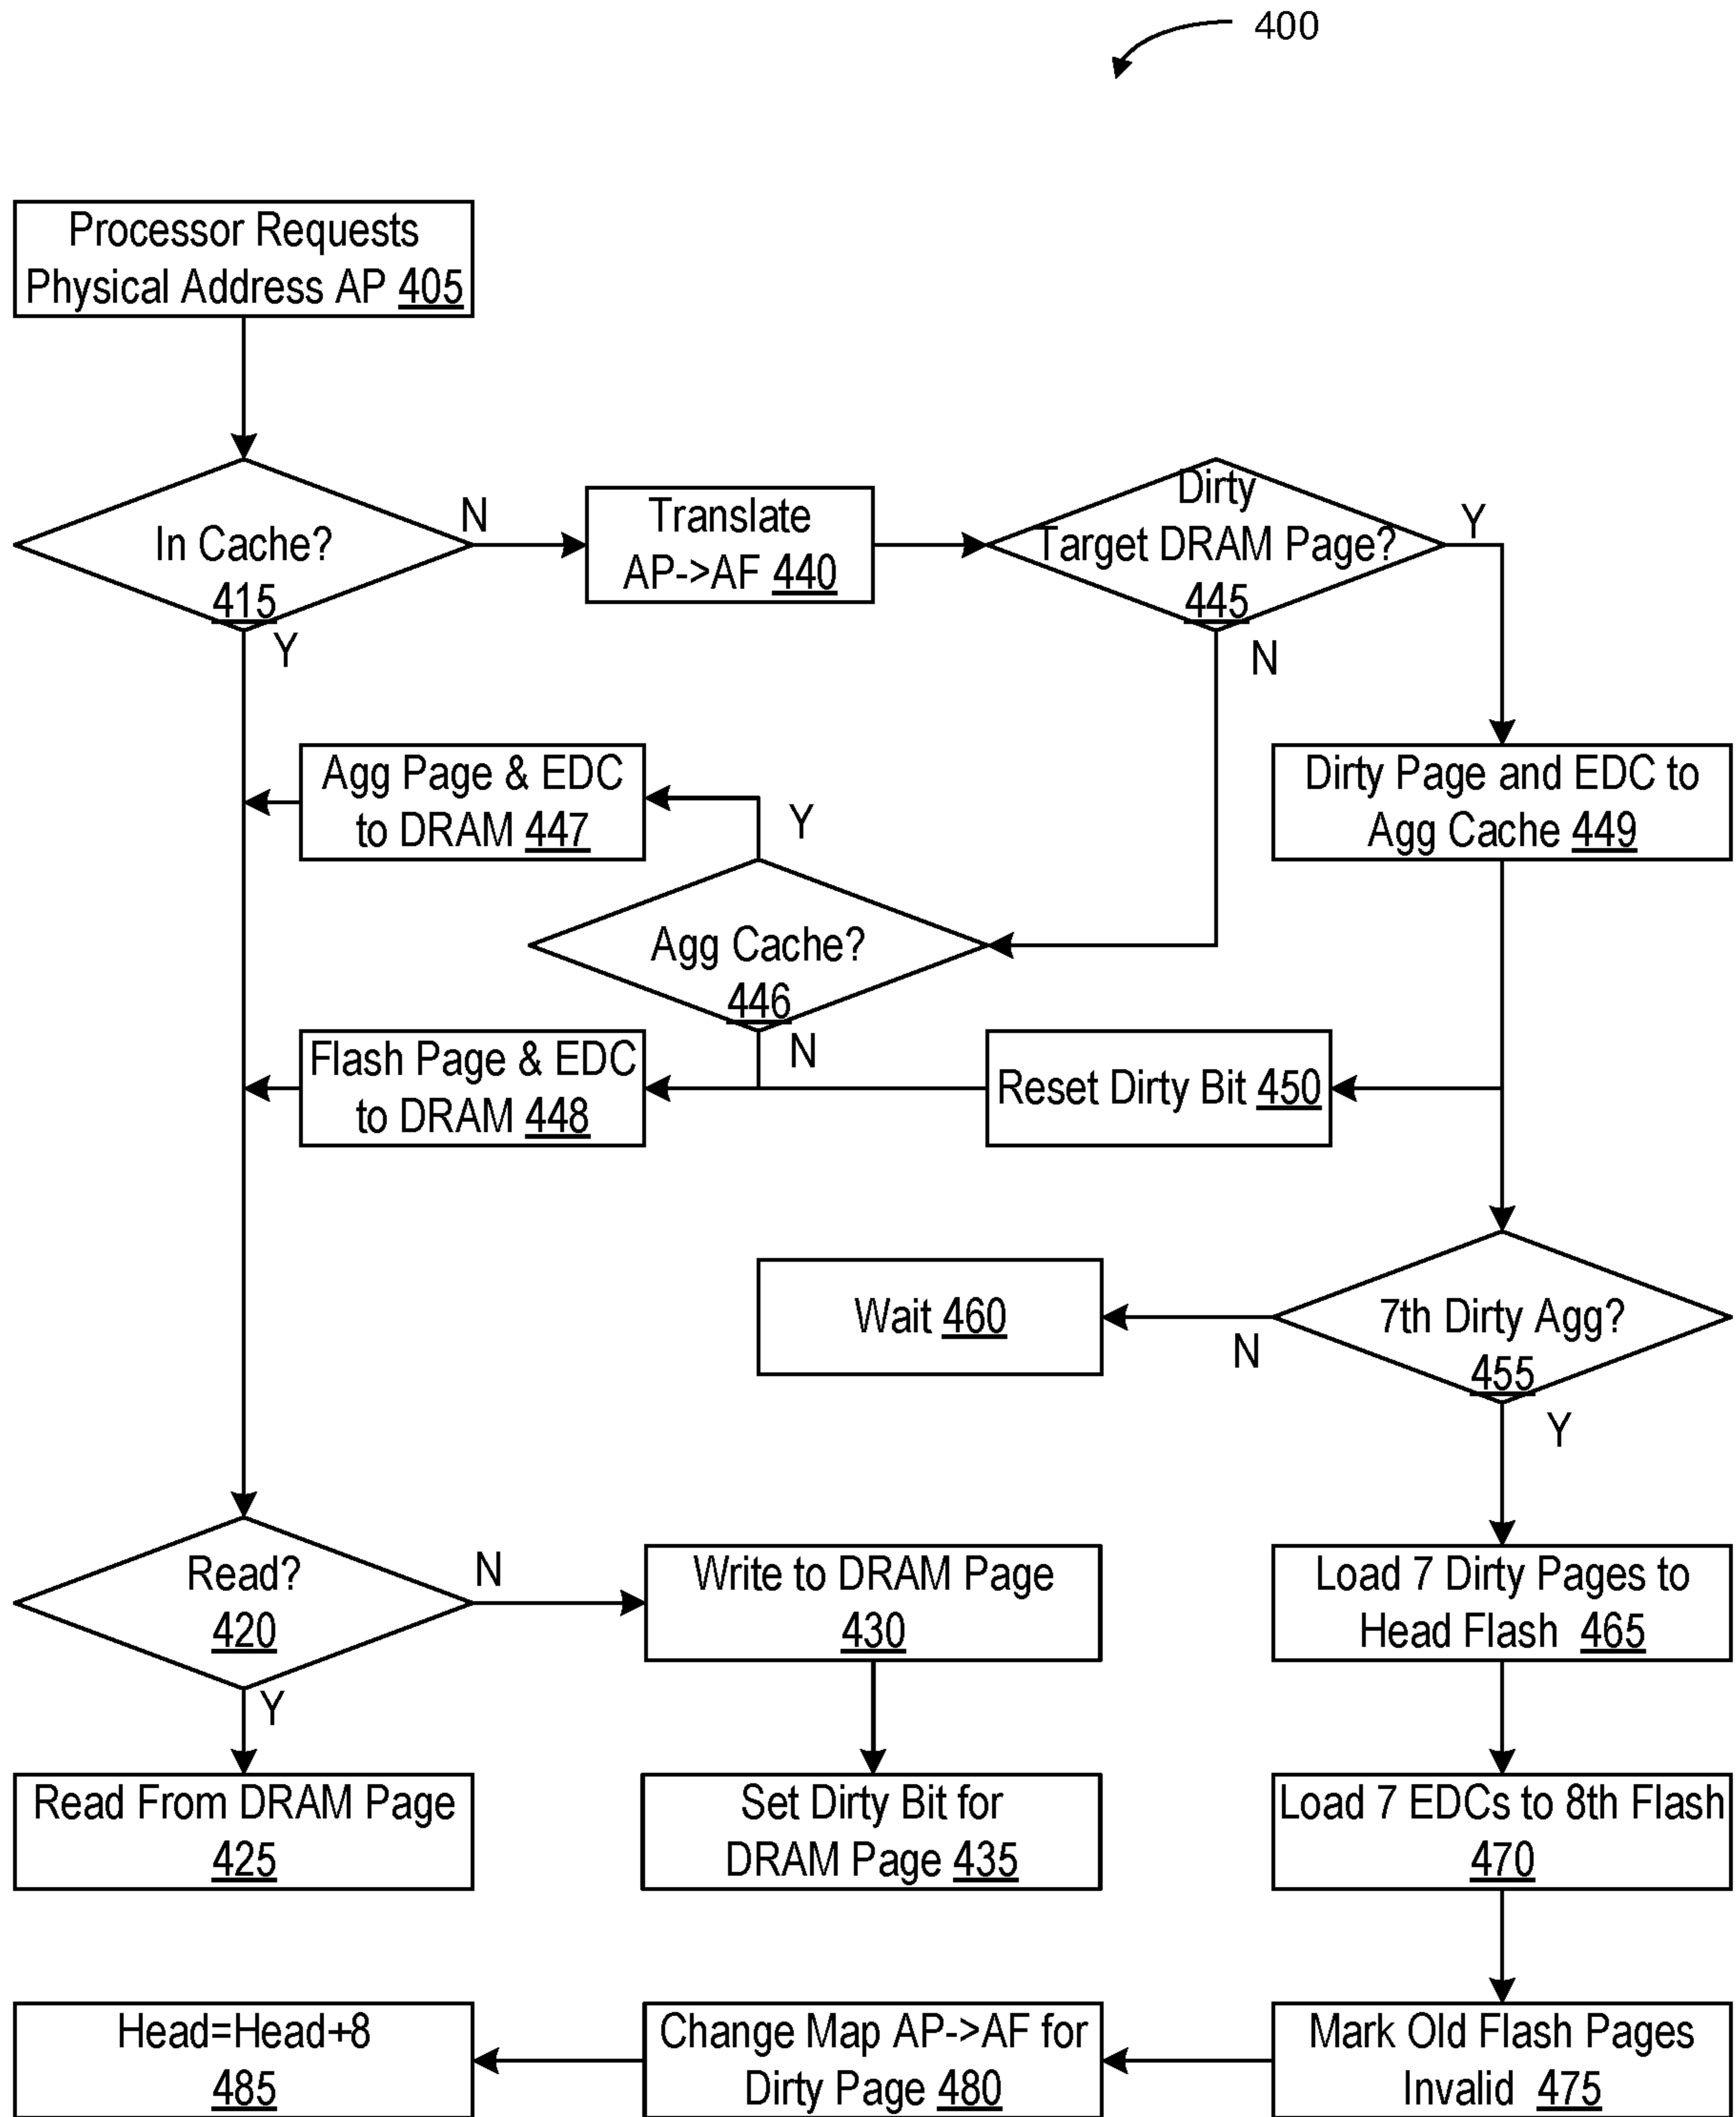 400
Processor Requests
Physical Address AP 405
In Cache?
415
N
Y
Translate
AP->AF 440
Dirty
Target DRAM Page?
445
Y
N
Agg Page & EDC
to DRAM 447
Y
Dirty Page and EDC to
Agg Cache 449
Agg Cache?
446
N
Flash Page & EDC
to DRAM 448
Reset Dirty Bit 450
Wait 460
N
7th Dirty Agg?
455
Y
Read?
420
N
Y
Write to DRAM Page
430
Load 7 Dirty Pages to
Head Flash 465
Read From DRAM Page
425
Set Dirty Bit for
DRAM Page 435
Load 7 EDCs to 8th Flash
470
Head=Head+8
485
Change Map AP->AF for
Dirty Page 480
Mark Old Flash Pages
Invalid 475